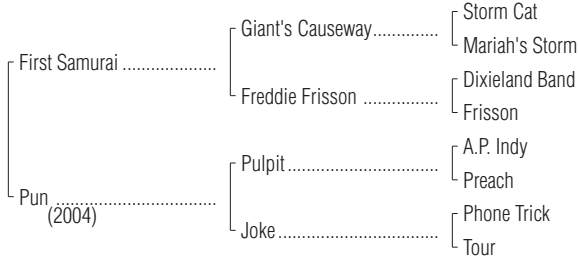 Storm Cat
Giant's Causeway..............
Mariah's Storm
First Samurai ....................
Dixieland Band
Freddie Frisson ................
Frisson
A.P. Indy
Pulpit................................
Preach
Pun ..................................
(2004)
Phone Trick
Joke..................................
Tour